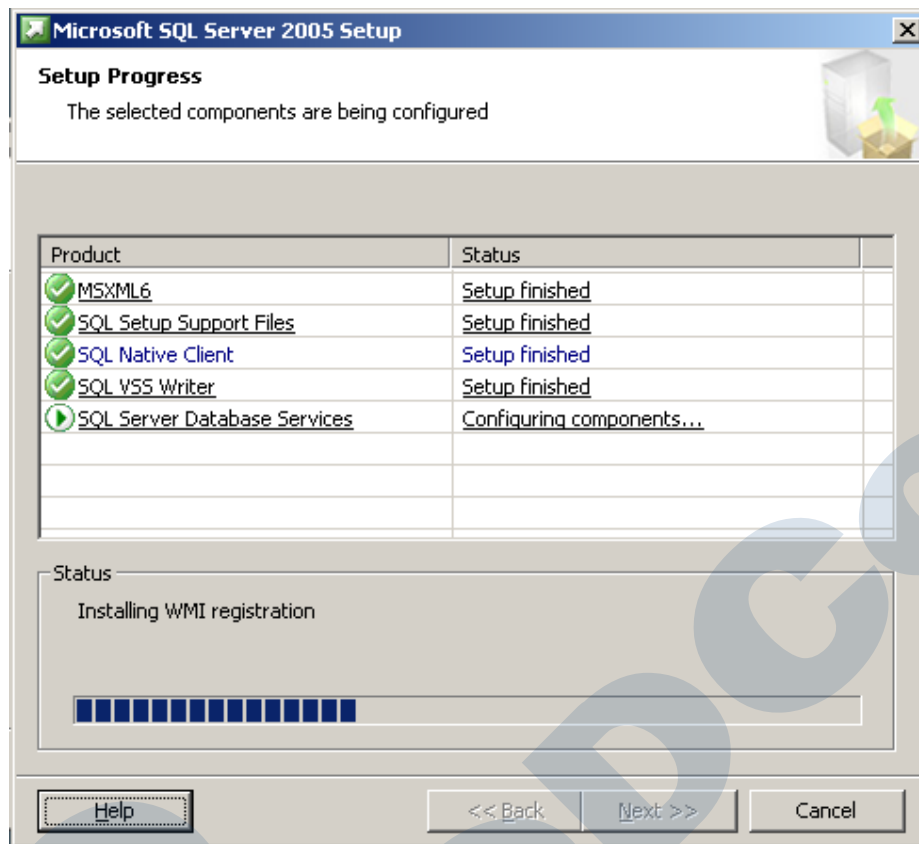 Microsoft SQL Server 2005 Setup
Setup Progress
The selected components are being configured
Product Status
MSXML6 Setup finished
SQL Setup Support Files Setup finished
SQL Native Client Setup finished
SQL VSS Writer Setup finished
SQL Server Database Services Configuring components...
Status
Installing WMI registration
Help << Back Next >> Cancel